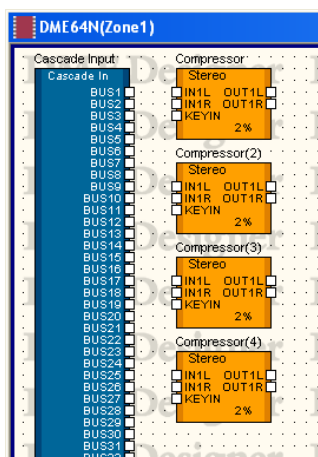 DME64N(Zone1)
Cascade Input
Cascade In
BUS1
BUS2
BUS3
BUS4
BUS5
BUS6
BUS7
BUS8
BUS9
BUS10
BUS11
BUS12
BUS13
BUS14
BUS15
BUS16
BUS17
BUS18
BUS19
BUS20
BUS21
BUS22
BUS23
BUS24
BUS25
BUS26
BUS27
BUS28
BUS29
BUS30
BUS31
Compressor
Stereo
IN1L OUT1L
IN1R OUT1R
KEYIN
2%
Compressor(2)
Stereo
IN1L OUT1L
IN1R OUT1R
KEYIN
2%
Compressor(3)
Stereo
IN1L OUT1L
IN1R OUT1R
KEYIN
2%
Compressor(4)
Stereo
IN1L OUT1L
IN1R OUT1R
KEYIN
2%